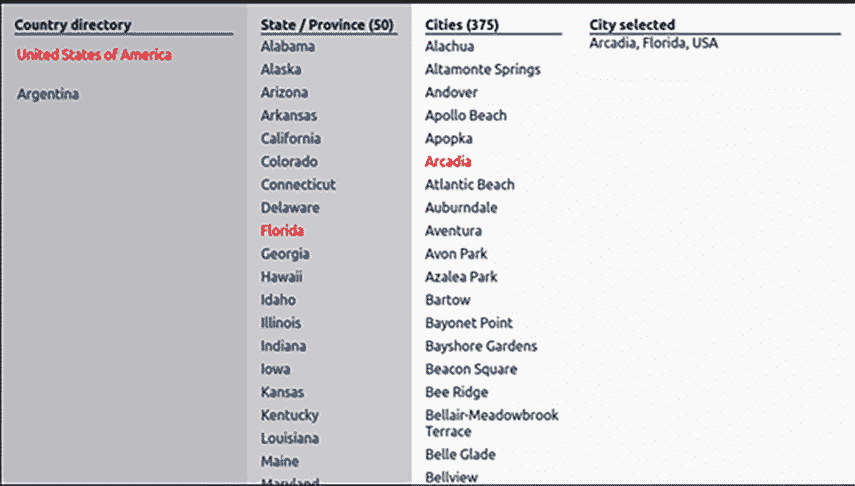 Country directory
United States of America
Argentina
State / Province (50)
Alabama
Alaska
Arizona
Arkansas
California
Colorado
Connecticut
Delaware
Florida
Georgia
Hawaii
Idaho
Illinois
Indiana
Iowa
Kansas
Kentucky
Louisiana
Maine
Maryland
Cities (375)
Alachua
Altamonte Springs
Andover
Apollo Beach
Apopka
Arcadia
Atlantic Beach
Auburndale
Aventura
Avon Park
Azalea Park
Bartow
Bayonet Point
Bayshore Gardens
Beacon Square
Bee Ridge
Bellair-Meadowbrook
Terrace
Belle Glade
Bellview
City selected
Arcadia, Florida, USA